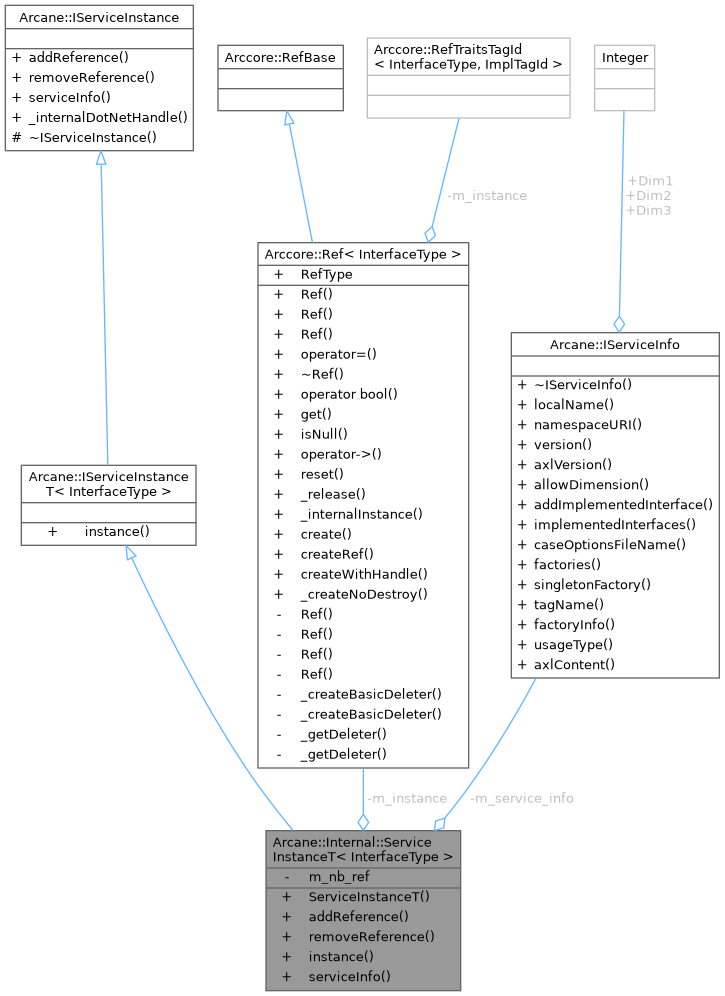 Arcane::IServiceInstance
+ addReference()
+ removeReference()
+ serviceInfo()
+ _internalDotNetHandle()
# ~IServiceInstance()
Arccore::RefBase
Arccore::RefTraitsTagId
< InterfaceType, ImplTagId >
Integer
+Dim1
+Dim2
+Dim3
-m_instance
Arccore::Ref< InterfaceType >
+ RefType
+ Ref()
+ Ref()
+ Ref()
+ operator=()
+ ~Ref()
+ operator bool()
+ get()
+ isNull()
+ operator->()
+ reset()
+ _release()
+ _internalInstance()
+ create()
+ createRef()
+ createWithHandle()
+ _createNoDestroy()
- Ref()
- Ref()
- Ref()
- Ref()
- _createBasicDeleter()
- _createBasicDeleter()
- _getDeleter()
- _getDeleter()
Arcane::IServiceInfo
+ ~IServiceInfo()
+ localName()
+ namespaceURI()
+ version()
+ axlVersion()
+ allowDimension()
+ addImplementedInterface()
+ implementedInterfaces()
+ caseOptionsFileName()
+ factories()
+ singletonFactory()
+ tagName()
+ factoryInfo()
+ usageType()
+ axlContent()
Arcane::IServiceInstance
T< InterfaceType >
+ instance()
-m_instance
-m_service_info
Arcane::Internal::Service
InstanceT< InterfaceType >
- m_nb_ref
+ ServiceInstanceT()
+ addReference()
+ removeReference()
+ instance()
+ serviceInfo()